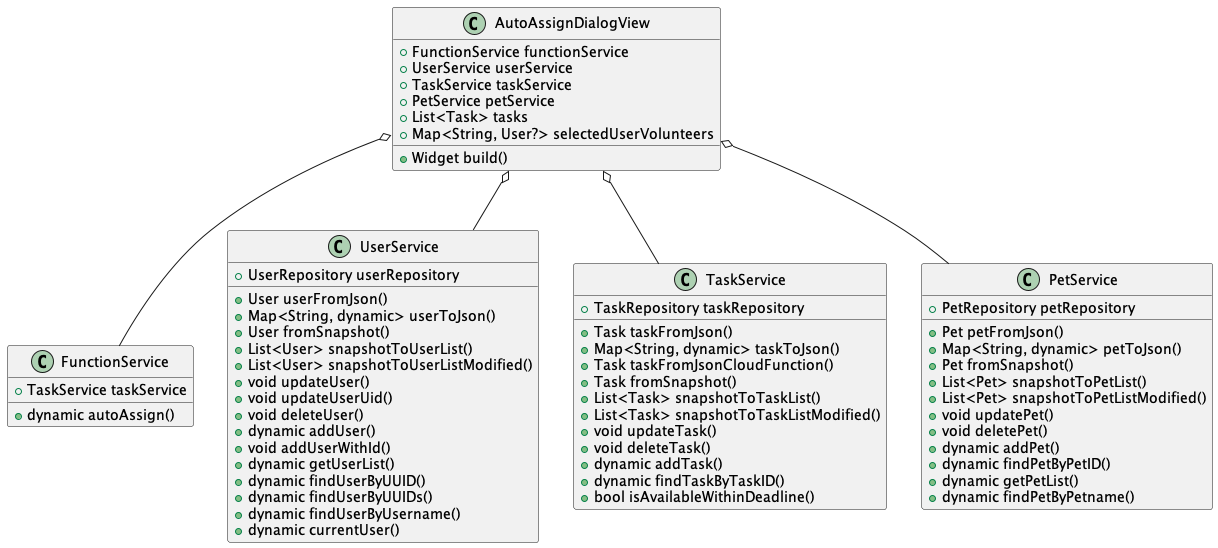 C AutoAssignDialogView
FunctionService functionService
UserService userService
TaskService taskService
PetService petService
List<Task> tasks
Map<String, User?> selectedUserVolunteers
Widget build()
C FunctionService
TaskService taskService
dynamic autoAssign()
C UserService
UserRepository userRepository
User userFromJson()
Map<String, dynamic> userToJson()
User fromSnapshot()
List<User> snapshotToUserList()
List<User> snapshotToUserListModified()
void updateUser()
void updateUserUid()
void deleteUser()
dynamic addUser()
void addUserWithId()
dynamic getUserList()
dynamic findUserByUUID()
dynamic findUserByUUIDs()
dynamic findUserByUsername()
dynamic currentUser()
C TaskService
TaskRepository taskRepository
Task taskFromJson()
Map<String, dynamic> taskToJson()
Task taskFromJsonCloudFunction()
Task fromSnapshot()
List<Task> snapshotToTaskList()
List<Task> snapshotToTaskListModified()
void updateTask()
void deleteTask()
dynamic addTask()
dynamic findTaskByTaskID()
bool isAvailableWithinDeadline()
C PetService
PetRepository petRepository
Pet petFromJson()
Map<String, dynamic> petToJson()
Pet fromSnapshot()
List<Pet> snapshotToPetList()
List<Pet> snapshotToPetListModified()
void updatePet()
void deletePet()
dynamic addPet()
dynamic findPetByPetID()
dynamic getPetList()
dynamic findPetByPetname()